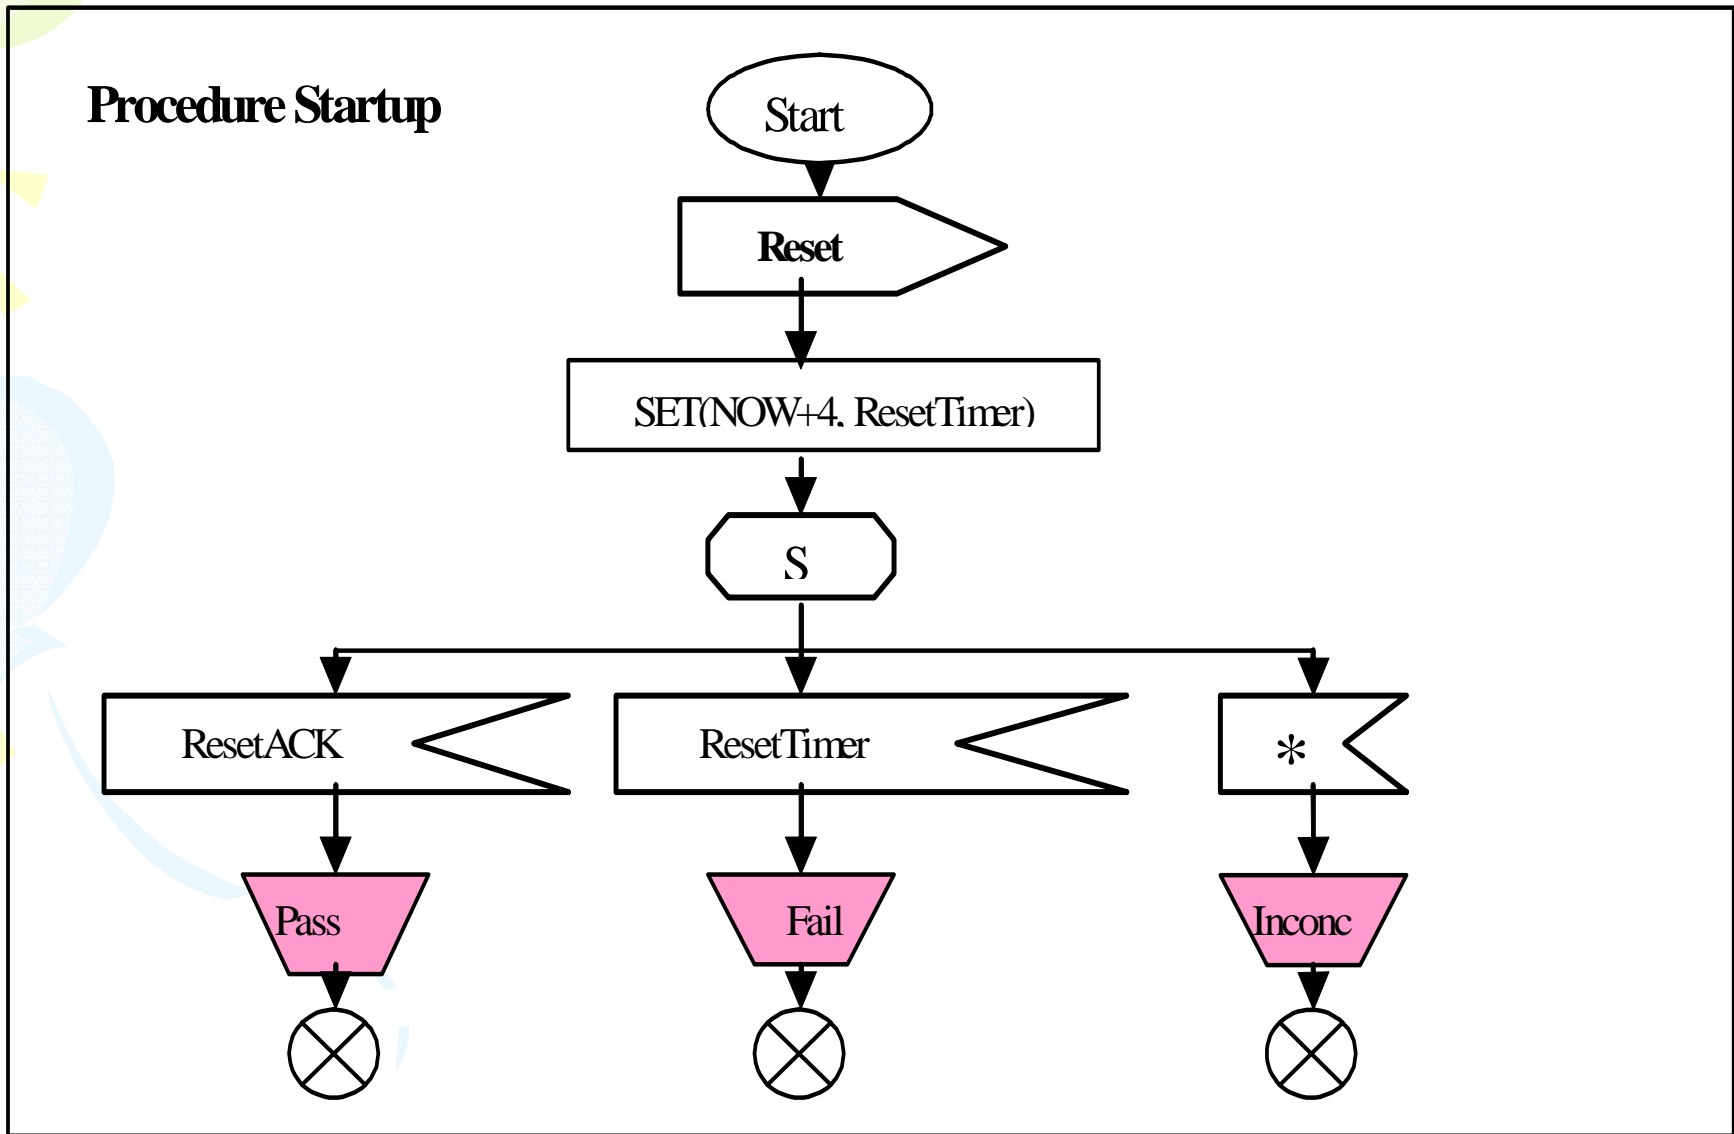 Procedure Startup
Start
Reset
SET(NOW+4, ResetTimer)
S
ResetACK
ResetTimer
*
Pass
Fail
Inconc